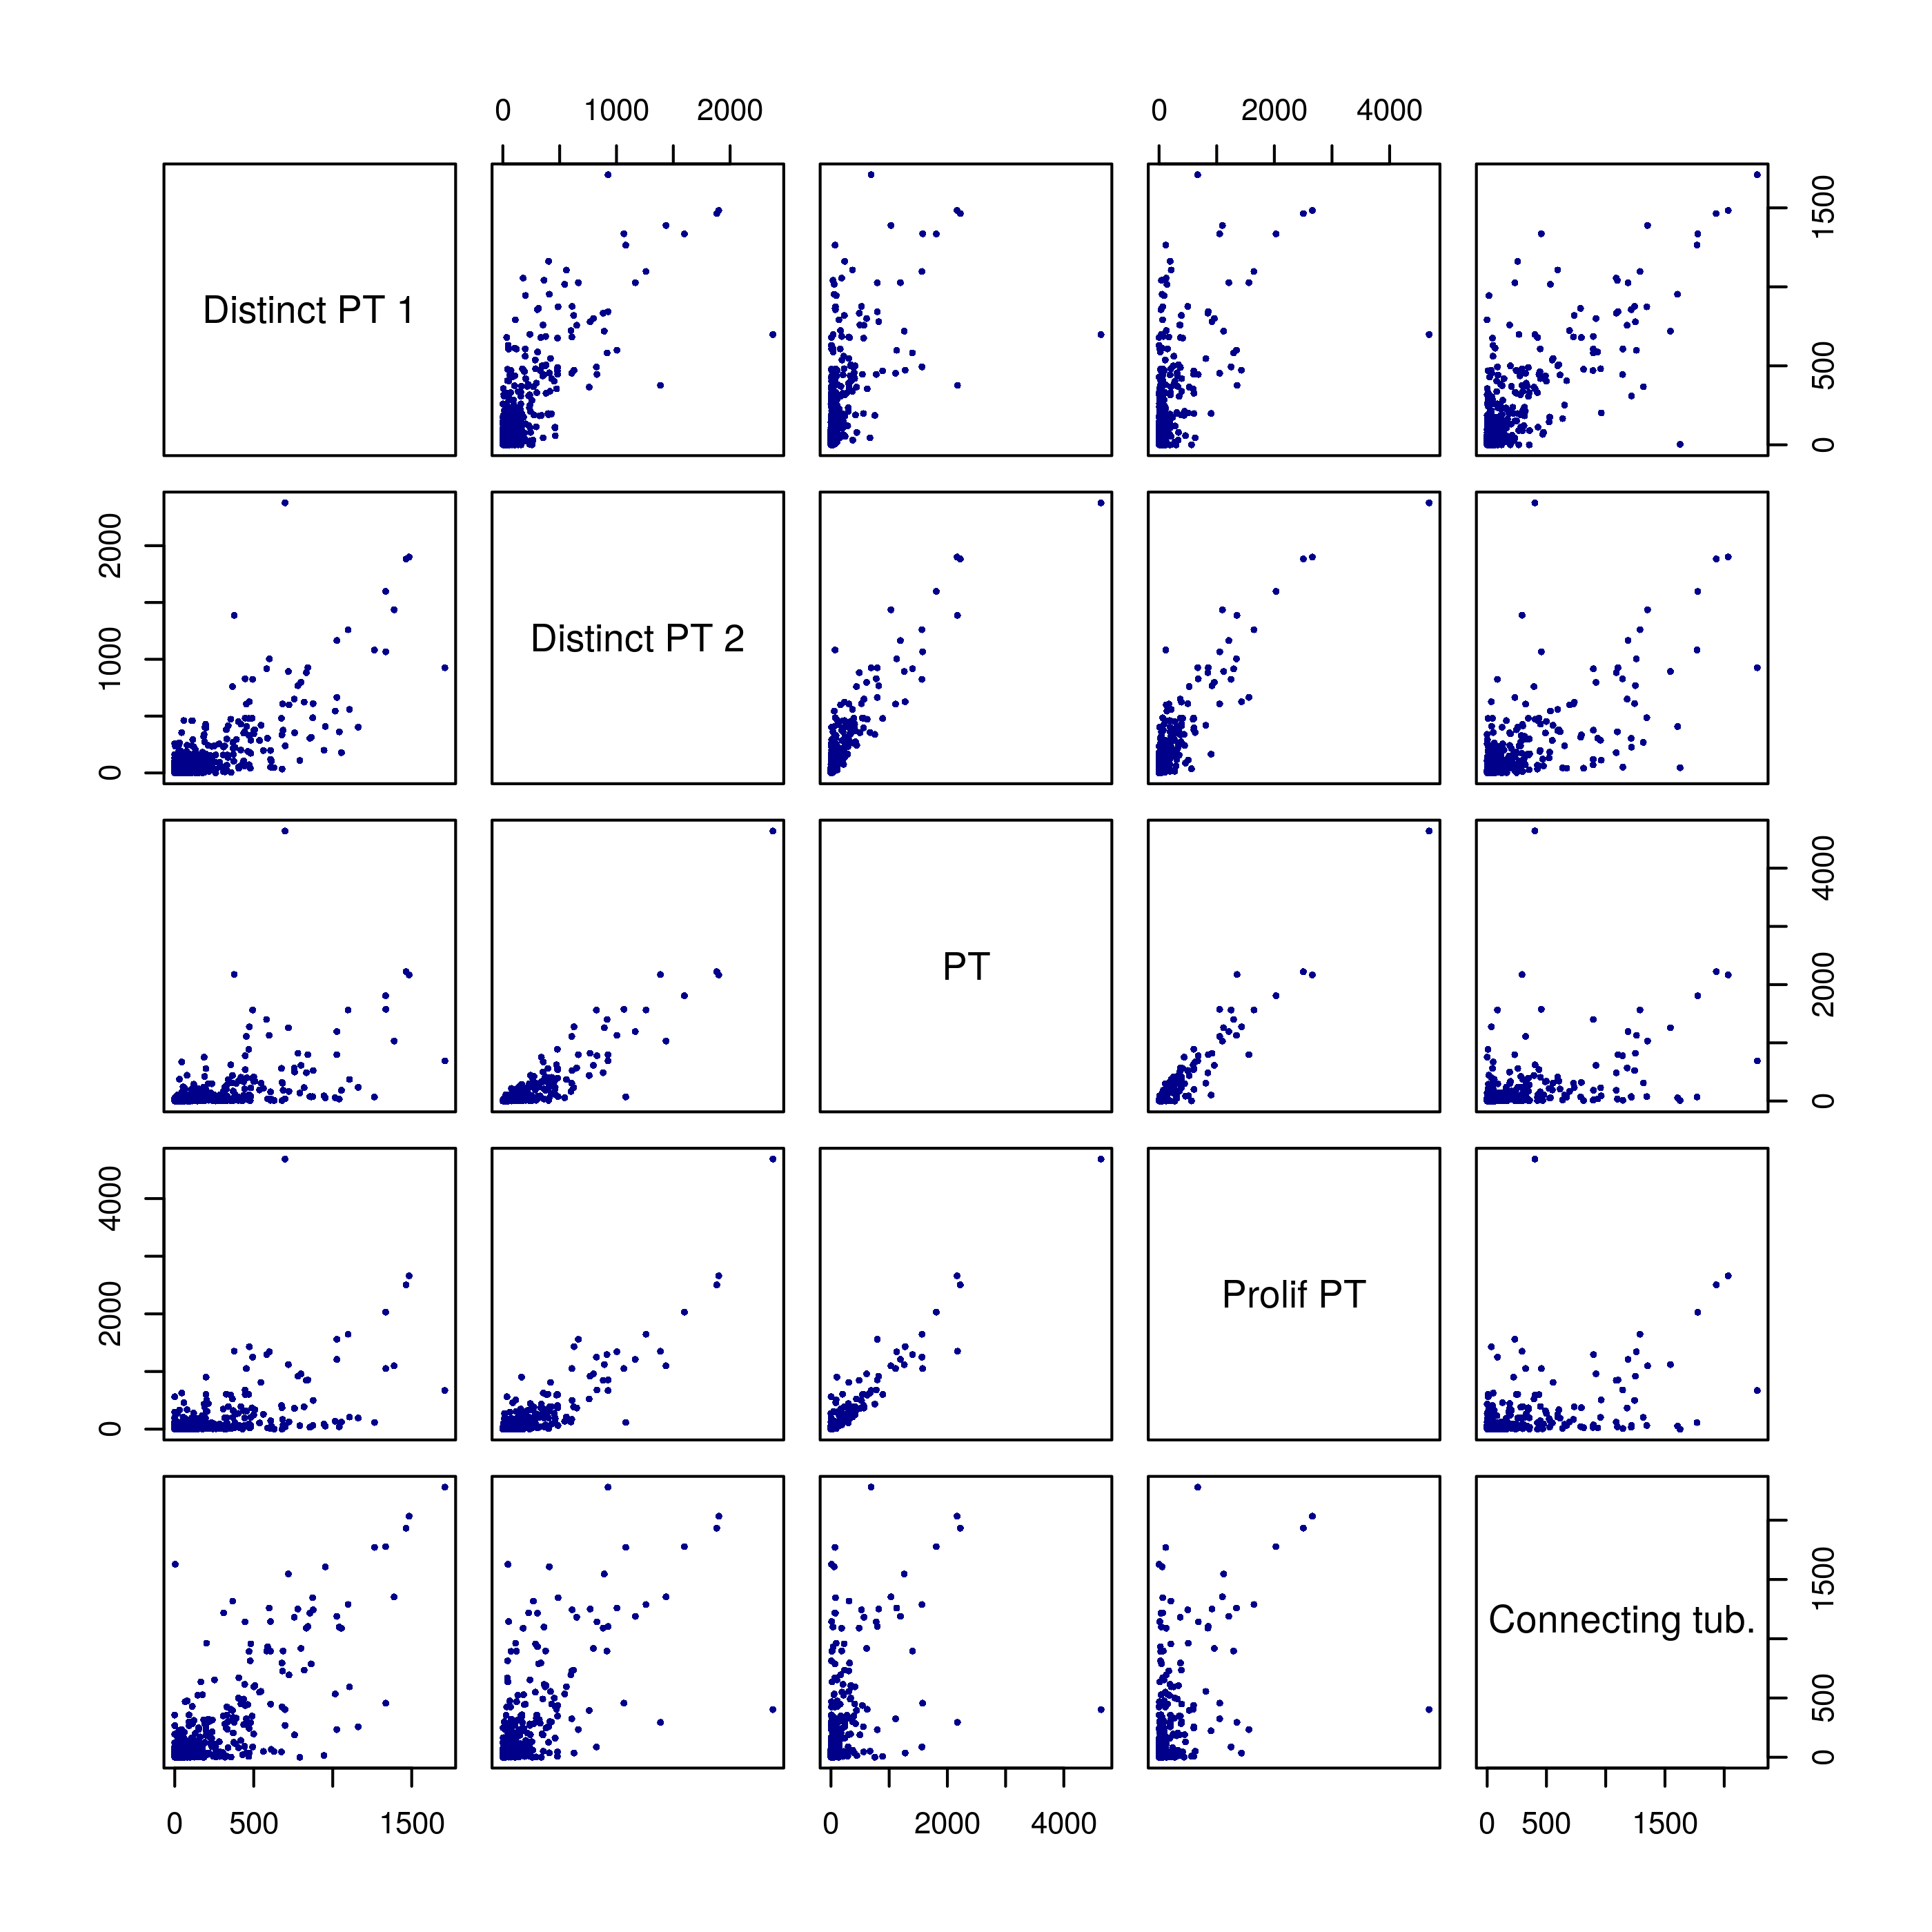 0 1000 2000 0 2000 4000
Distinct PT 1
0 500 1500
0 1000 2000
Distinct PT 2
PT
0 2000 4000
0 2000 4000
Prolif PT
Connecting tub.
0 500 1500
0 500 1500 0 2000 4000 0 500 1500